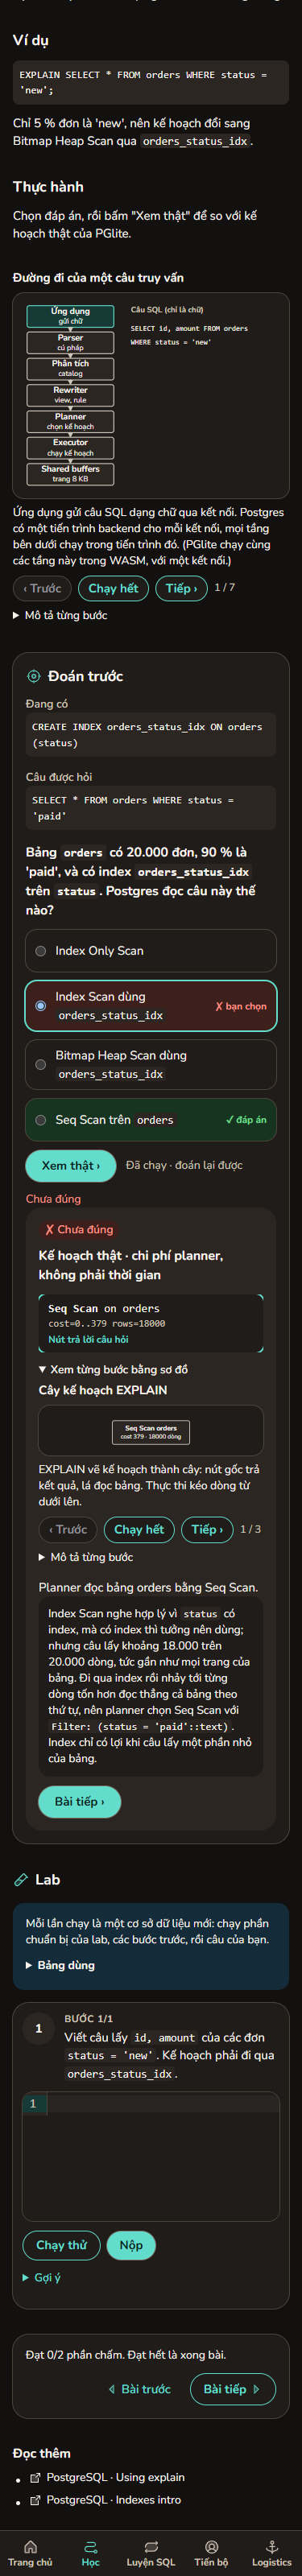 Ví dụ
EXPLAIN SELECT * FROM orders WHERE status =
'new';
Chỉ 5 % đơn là 'new', nên kế hoạch đổi sang
Bitmap Heap Scan qua orders_status_idx.
Thực hành
Chọn đáp án, rồi bấm "Xem thật" để so với kế
hoạch thật của PGlite.
Đường đi của một câu truy vấn
Ứng dụng
gửi chữ
Parser
cú pháp
Phân tích
catalog
Rewriter
view, rule
Planner
chọn kế hoạch
Executor
chạy kế hoạch
Shared buffers
trang 8 KB
Câu SQL (chỉ là chữ)
SELECT id, amount FROM orders
WHERE status = 'new'
Ứng dụng gửi câu SQL dạng chữ qua kết nối. Postgres
có một tiến trình backend cho mỗi kết nối, mọi tầng
bên dưới chạy trong tiến trình đó. (PGlite chạy cùng
các tầng này trong WASM, với một kết nối.)
‹ Trước Chạy hết Tiếp › 1 / 7
▶ Mô tả từng bước
Đoán trước
Đang có
CREATE INDEX orders_status_idx ON orders
(status)
Câu được hỏi
SELECT * FROM orders WHERE status =
'paid'
Bảng orders có 20.000 đơn, 90 % là
'paid', và có index orders_status_idx
trên status. Postgres đọc câu này thế
nào?
Index Only Scan
Index Scan dùng
orders_status_idx
✗ bạn chọn
Bitmap Heap Scan dùng
orders_status_idx
Seq Scan trên orders ✓ đáp án
Xem thật › Đã chạy · đoán lại được
Chưa đúng
✗ Chưa đúng
Kế hoạch thật · chi phí planner,
không phải thời gian
Seq Scan on orders
cost=0..379 rows=18000
Nút trả lời câu hỏi
▼ Xem từng bước bằng sơ đồ
Cây kế hoạch EXPLAIN
Seq Scan orders
cost 379 · 18000 dòng
EXPLAIN vẽ kế hoạch thành cây: nút gốc trả
kết quả, lá đọc bảng. Thực thi kéo dòng từ
dưới lên.
‹ Trước Chạy hết Tiếp › 1 / 3
▶ Mô tả từng bước
Planner đọc bảng orders bằng Seq Scan.
Index Scan nghe hợp lý vì status có
index, mà có index thì tưởng nên dùng;
nhưng câu lấy khoảng 18.000 trên
20.000 dòng, tức gần như mọi trang của
bảng. Đi qua index rồi nhảy tới từng
dòng tốn hơn đọc thẳng cả bảng theo
thứ tự, nên planner chọn Seq Scan với
Filter: (status = 'paid'::text).
Index chỉ có lợi khi câu lấy một phần nhỏ
của bảng.
Bài tiếp ›
Lab
Mỗi lần chạy là một cơ sở dữ liệu mới: chạy phần
chuẩn bị của lab, các bước trước, rồi câu của bạn.
▶ Bảng dùng
1
BƯỚC 1/1
Viết câu lấy id, amount của các đơn
status = 'new'. Kế hoạch phải đi qua
orders_status_idx.
1
Chạy thử Nộp
▶ Gợi ý
Đạt 0/2 phần chấm. Đạt hết là xong bài.
Bài trước Bài tiếp
Đọc thêm
• PostgreSQL · Using explain
• PostgreSQL · Indexes intro
Trang chủ Học Luyện SQL Tiến bộ Logistics